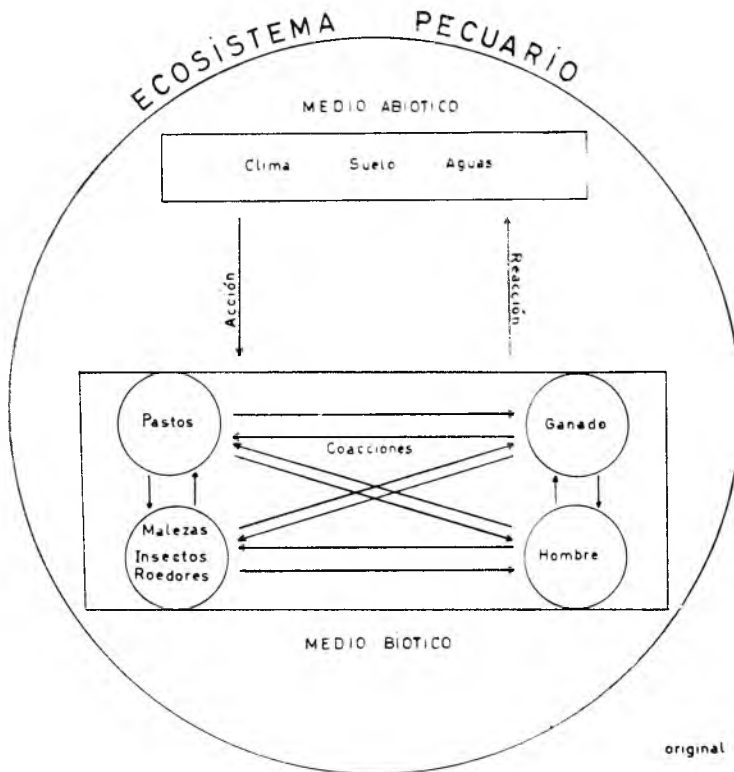 ECOSISTEMA PECUARIO
MEDIO ABIOTICO
Clima Suelo Aguas
Acción
Reacción
Pastos
Ganado
Coacciones
Malezas
Insectos
Roedores
Hombre
MEDIO BIOTICO
original